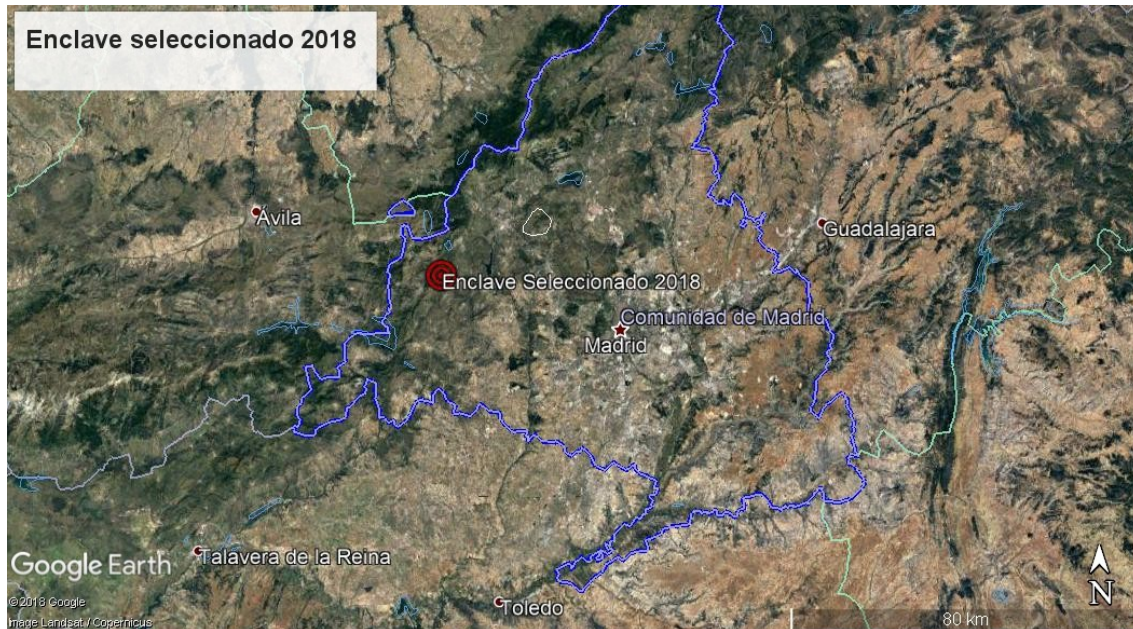 Enclave seleccionado 2018
Ávila
Guadalajara
Enclave Seleccionado 2018
Comunidad de Madrid
Madrid
Talavera de la Reina
Google Earth
Toledo
N
©2018 Google
Image Landsat / Copernicus
80 km